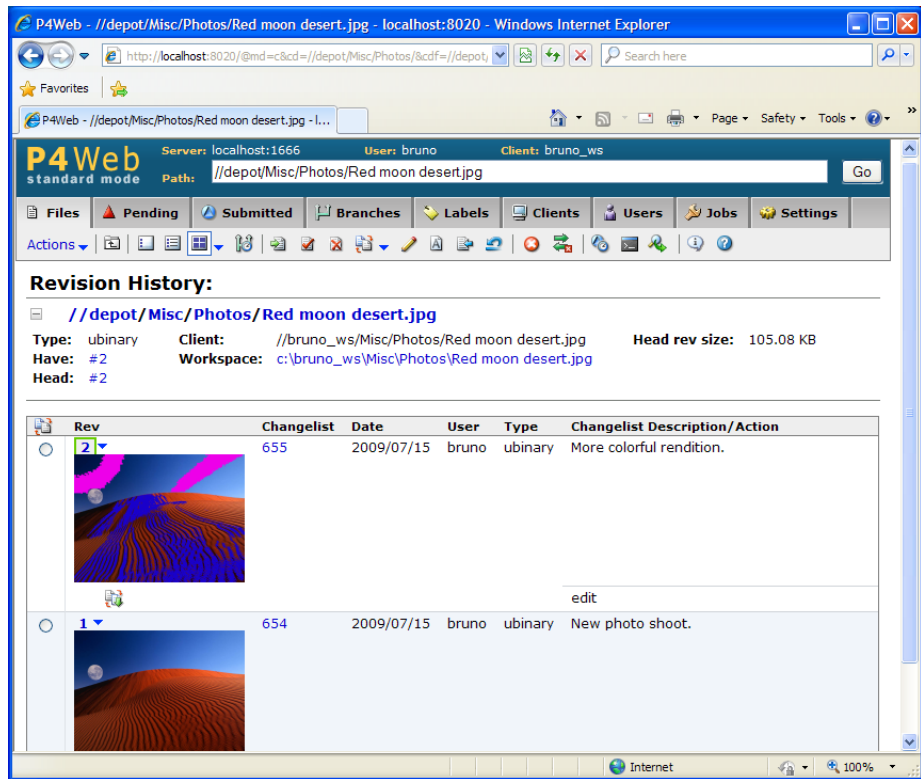 P4Web - //depot/Misc/Photos/Red moon desert.jpg - localhost:8020 - Windows Internet Explorer
http://localhost:8020/@md=c&cd=//depot/Misc/Photos/&cdf=//depot/
Search here
Favorites
P4Web - //depot/Misc/Photos/Red moon desert.jpg - l...
Page Safety Tools
P4Web Server: localhost:1666 User: bruno Client: bruno_ws
standard mode Path: //depot/Misc/Photos/Red moon desert.jpg Go
Files Pending Submitted Branches Labels Clients Users Jobs Settings
Actions
Revision History:
//depot/Misc/Photos/Red moon desert.jpg
Type: ubinary Client: //bruno_ws/Misc/Photos/Red moon desert.jpg Head rev size: 105.08 KB
Have: #2 Workspace: c:\bruno_ws\Misc\Photos\Red moon desert.jpg
Head: #2
Rev Changelist Date User Type Changelist Description/Action
2 655 2009/07/15 bruno ubinary More colorful rendition.
edit
1 654 2009/07/15 bruno ubinary New photo shoot.
Internet 100%